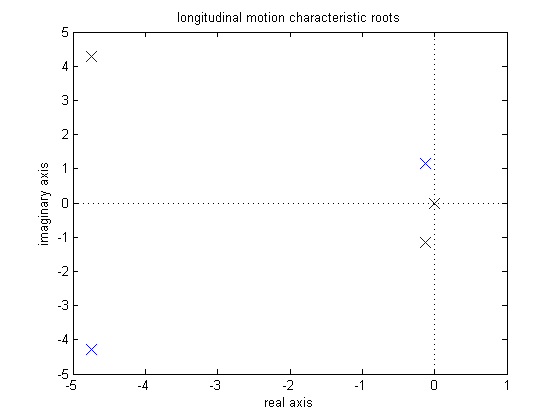 longitudinal motion characteristic roots
5
4
3
2
1
0
-1
-2
-3
-4
-5
imaginary axis
-5 -4 -3 -2 -1 0 1
real axis